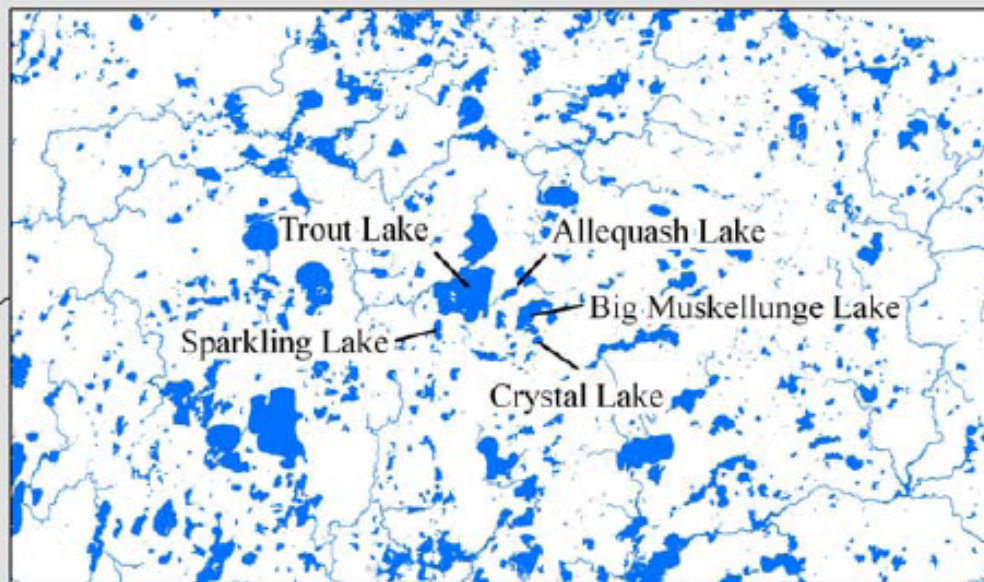 Trout Lake
Allequash Lake
Big Muskellunge Lake
Sparkling Lake
Crystal Lake